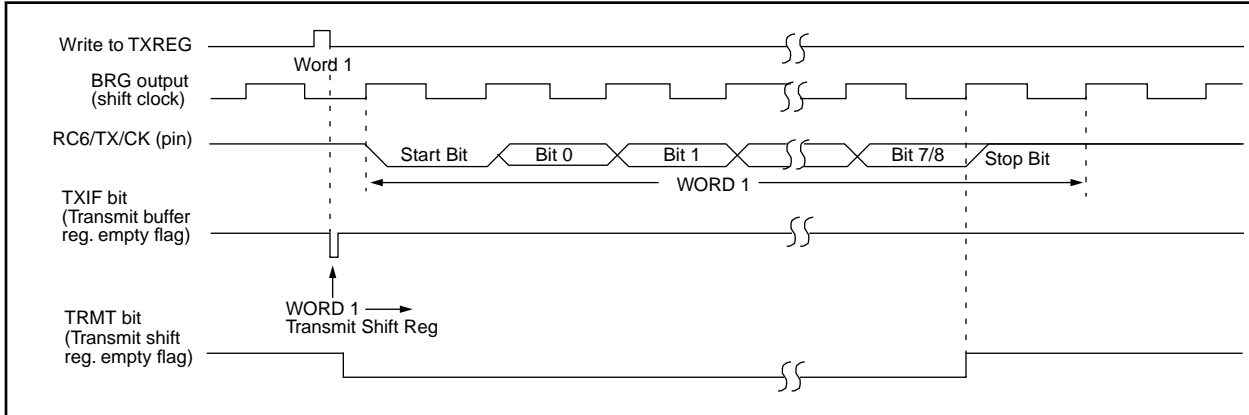 Write to TXREG
Word 1
BRG output
(shift clock)
RC6/TX/CK (pin)
Start Bit
Bit 0
Bit 1
Bit 7/8
Stop Bit
WORD 1
TXIF bit
(Transmit buffer
reg. empty flag)
WORD 1
Transmit Shift Reg
TRMT bit
(Transmit shift
reg. empty flag)